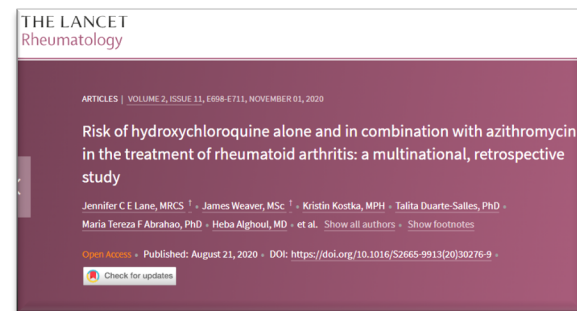 THE LANCET
Rheumatology
ARTICLES | VOLUME 2, ISSUE 11, E698-E711, NOVEMBER 01, 2020
Risk of hydroxychloroquine alone and in combination with azithromycin
in the treatment of rheumatoid arthritis: a multinational, retrospective
study
Jennifer C E Lane, MRCS † • James Weaver, MSc † • Kristin Kostka, MPH • Talita Duarte-Salles, PhD •
Maria Tereza F Abrahao, PhD • Heba Alghoul, MD • et al. Show all authors • Show footnotes
Open Access • Published: August 21, 2020 • DOI: https://doi.org/10.1016/S2665-9913(20)30276-9 •
Check for updates